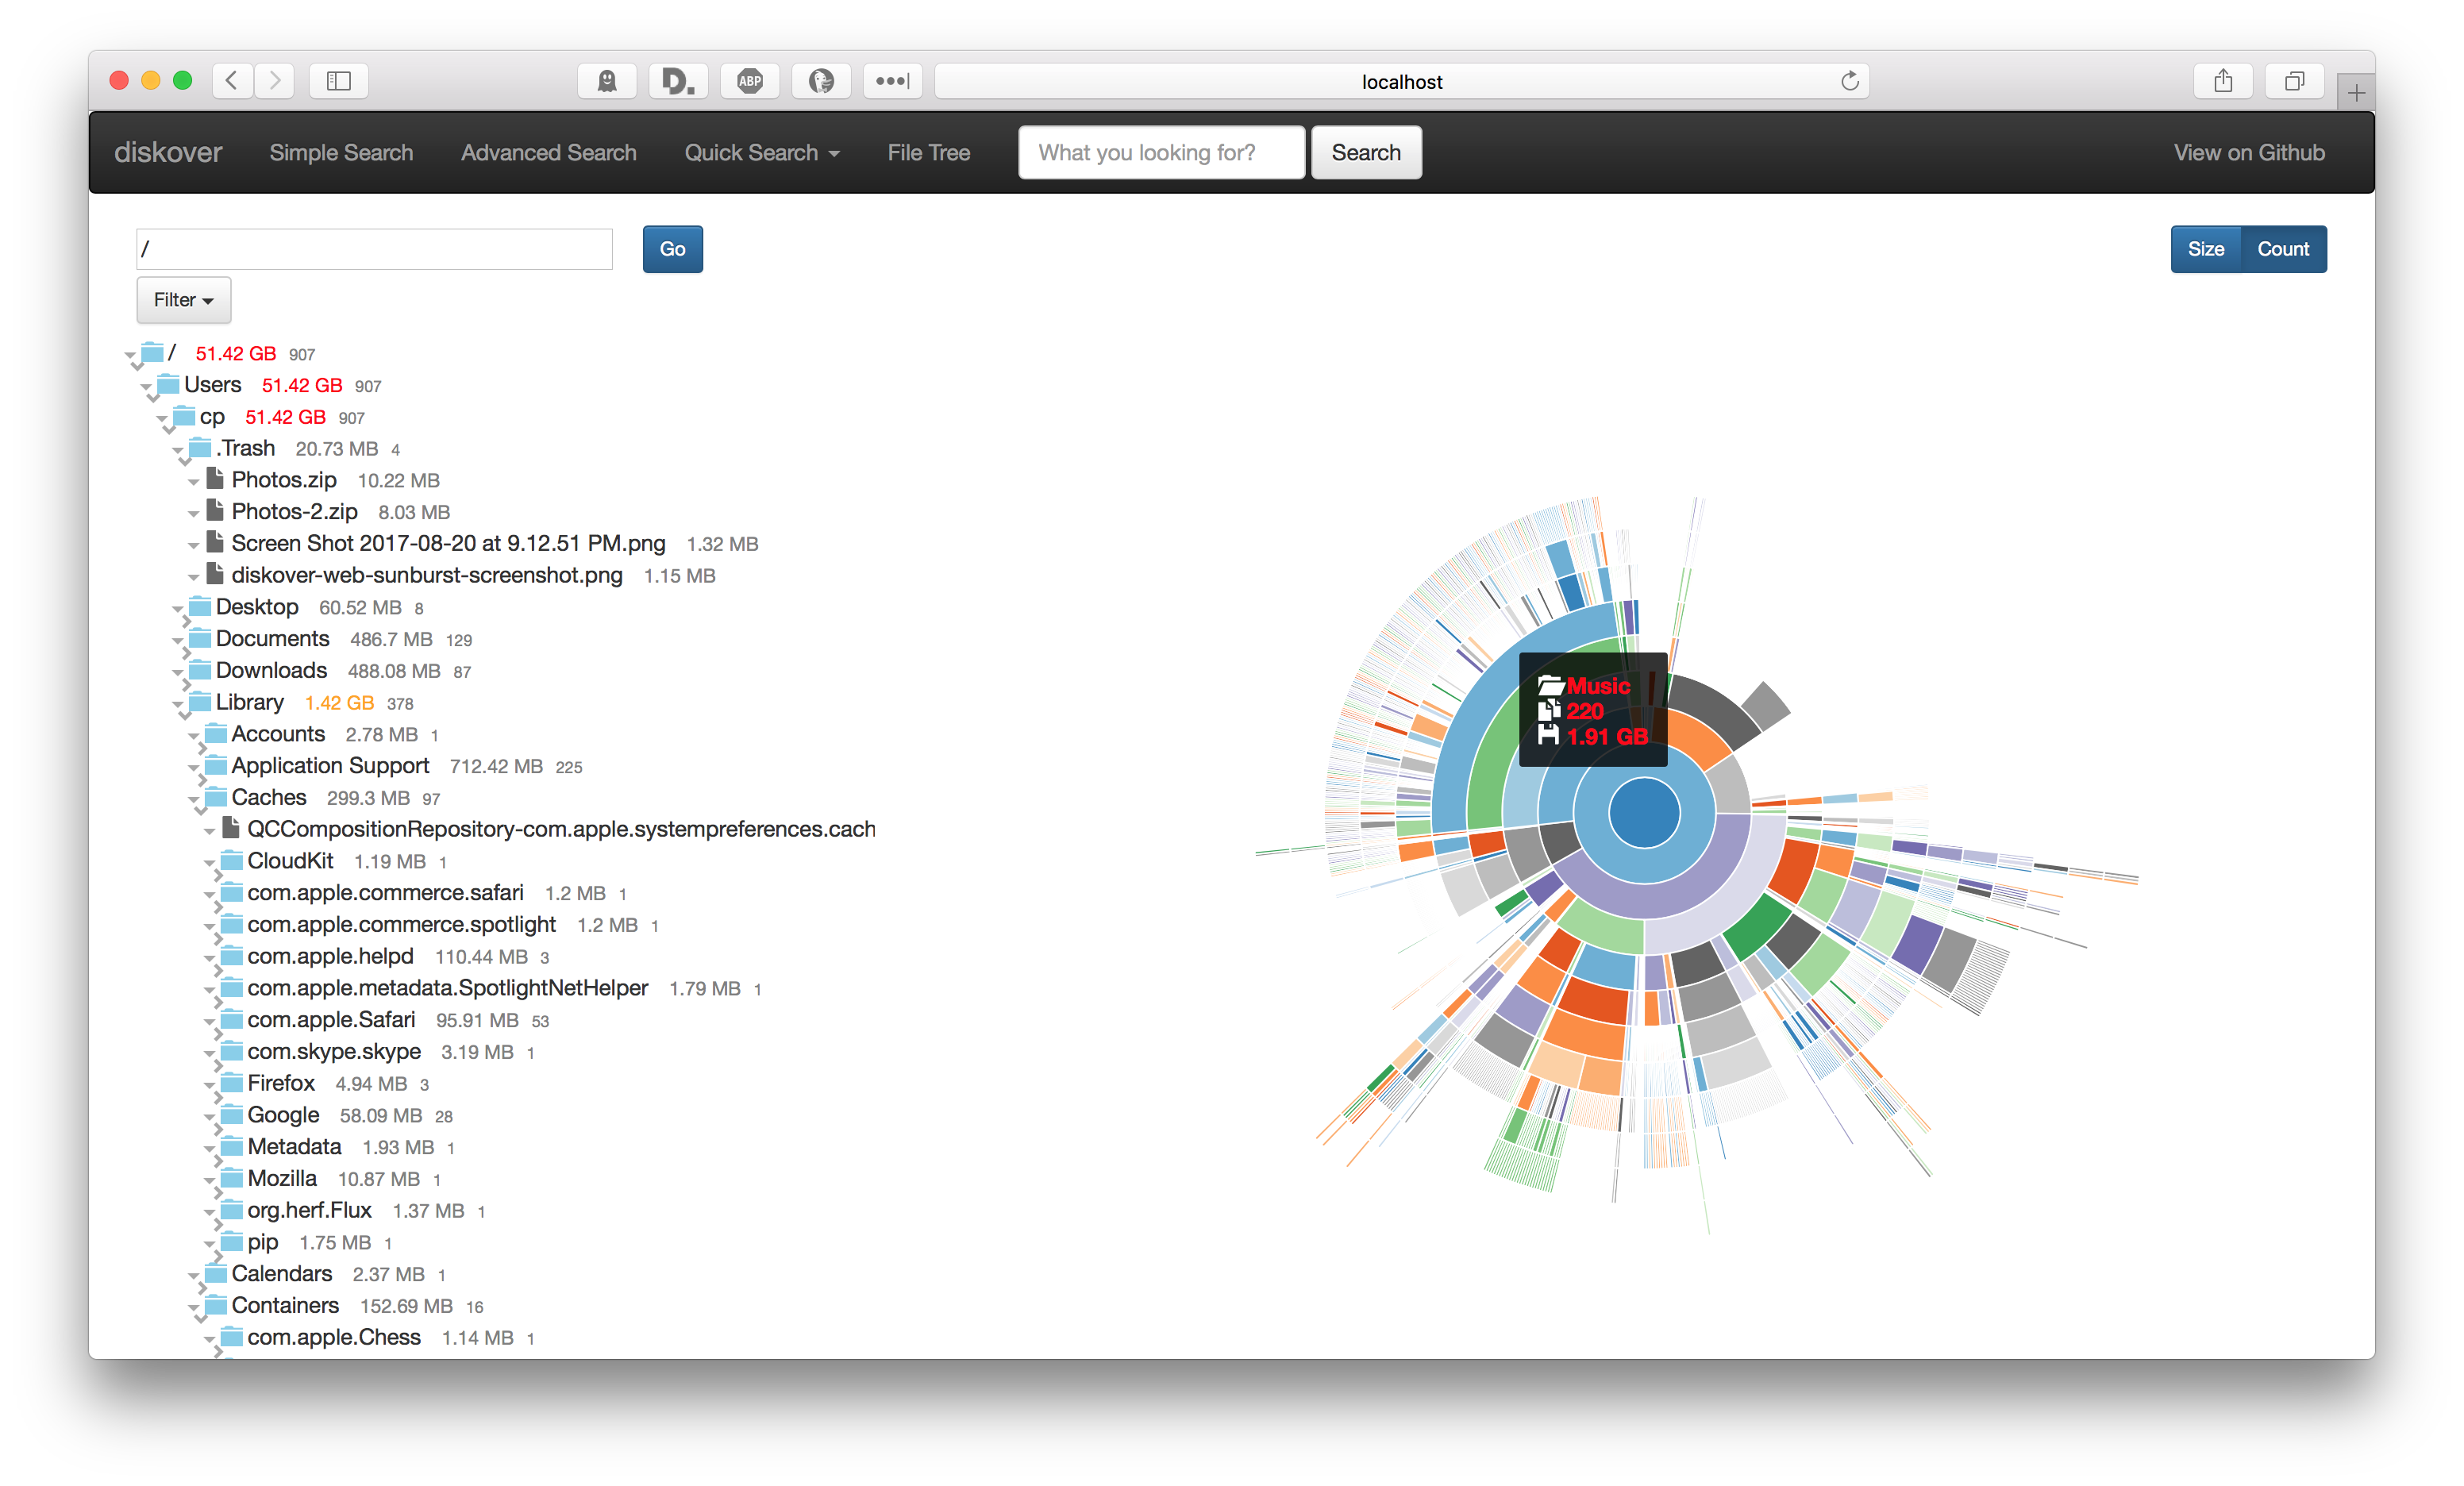 localhost
ABP
D.
diskover Simple Search Advanced Search Quick Search File Tree What you looking for? Search View on Github
/ Go Size Count
Filter
/ 51.42 GB 907
Users 51.42 GB 907
cp 51.42 GB 907
.Trash 20.73 MB 4
Photos.zip 10.22 MB
Photos-2.zip 8.03 MB
Screen Shot 2017-08-20 at 9.12.51 PM.png 1.32 MB
diskover-web-sunburst-screenshot.png 1.15 MB
Desktop 60.52 MB 8
Documents 486.7 MB 129
Downloads 488.08 MB 87
Library 1.42 GB 378
Accounts 2.78 MB 1
Application Support 712.42 MB 225
Caches 299.3 MB 97
QCCompositionRepository-com.apple.systempreferences.cach
CloudKit 1.19 MB 1
com.apple.commerce.safari 1.2 MB 1
com.apple.commerce.spotlight 1.2 MB 1
com.apple.helpd 110.44 MB 3
com.apple.metadata.SpotlightNetHelper 1.79 MB 1
com.apple.Safari 95.91 MB 53
com.skype.skype 3.19 MB 1
Firefox 4.94 MB 3
Google 58.09 MB 28
Metadata 1.93 MB 1
Mozilla 10.87 MB 1
org.herf.Flux 1.37 MB 1
pip 1.75 MB 1
Calendars 2.37 MB 1
Containers 152.69 MB 16
com.apple.Chess 1.14 MB 1
Music
220
1.91 GB